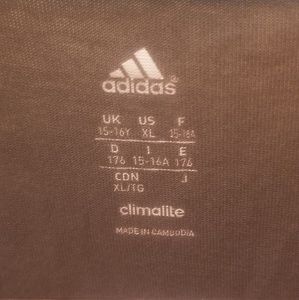 adidas
UK US F
15-16Y XL 15-16A
D I E
176 15-16A 176
CDN J
XL/TG
climalite
MADE IN CAMBODIA